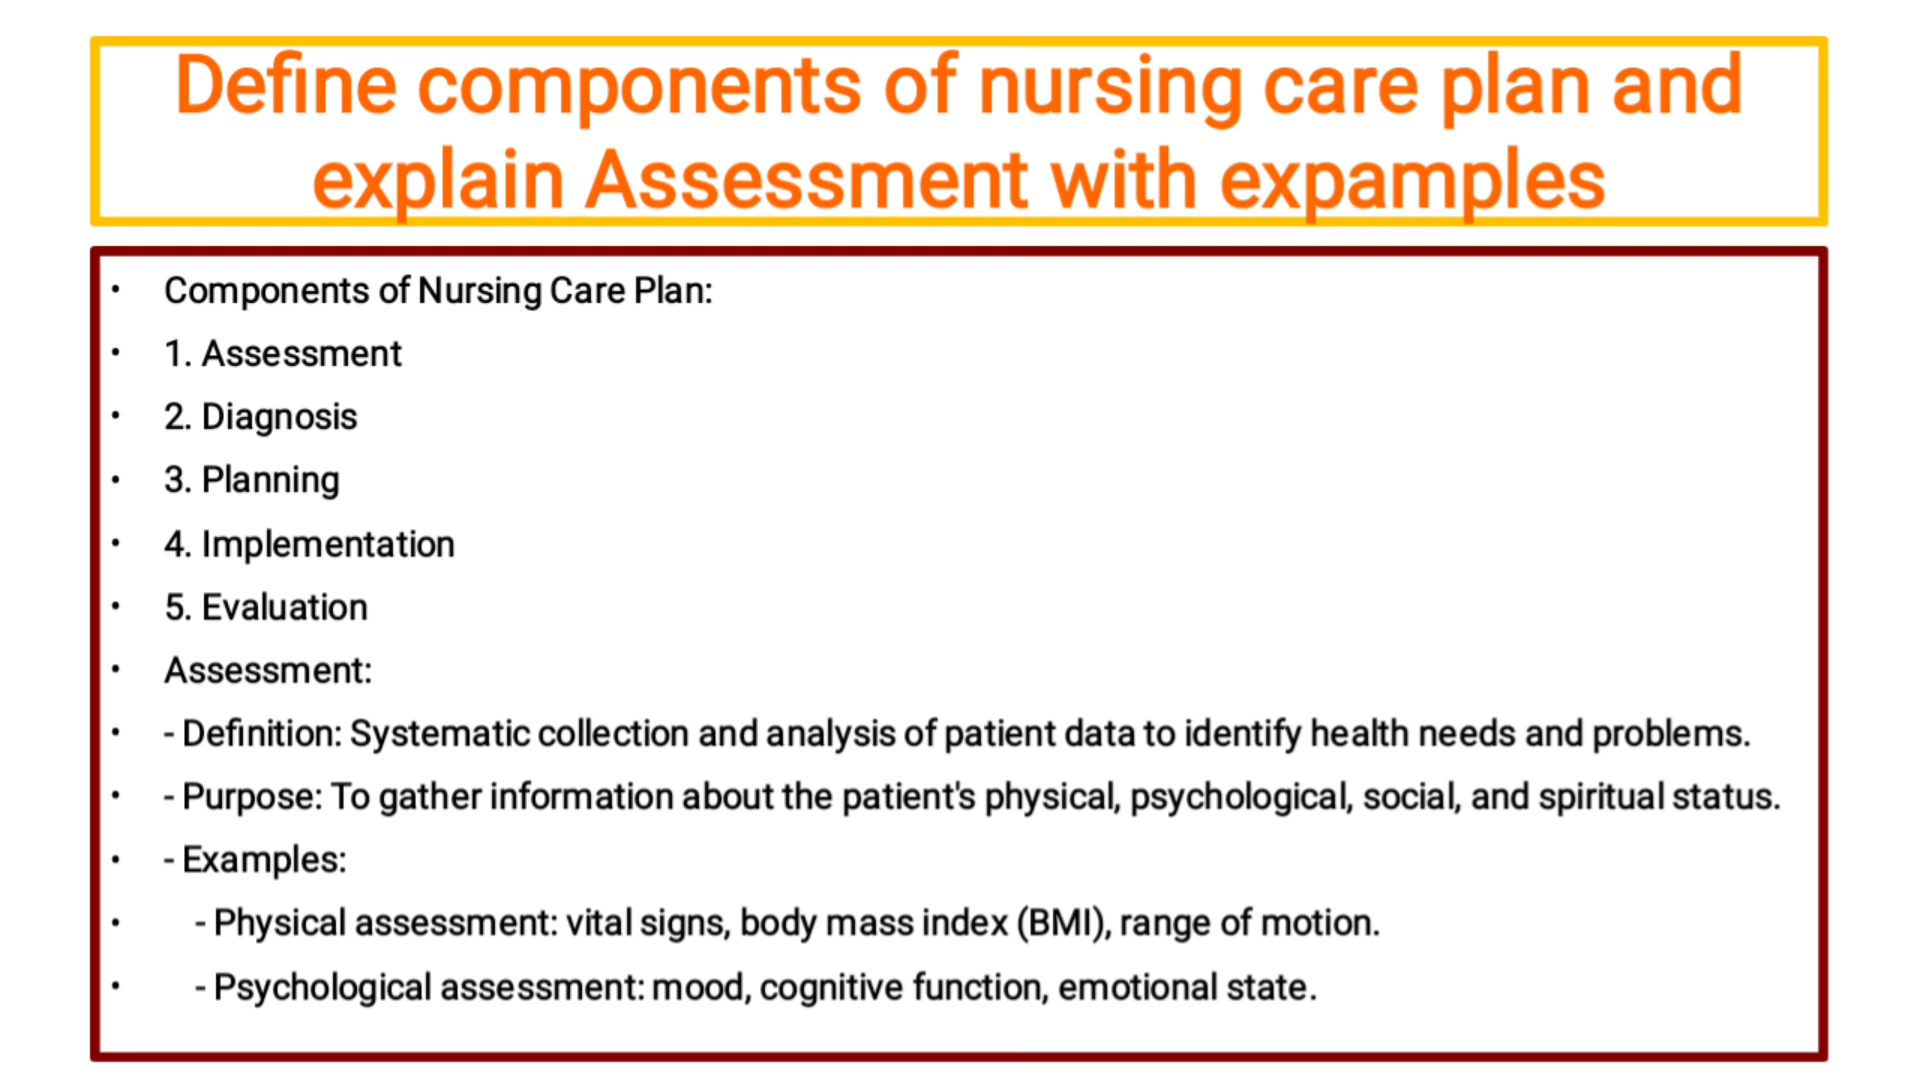 Define components of nursing care plan and
explain Assessment with expamples
• Components of Nursing Care Plan:
• 1. Assessment
• 2. Diagnosis
• 3. Planning
• 4. Implementation
• 5. Evaluation
• Assessment:
• - Definition: Systematic collection and analysis of patient data to identify health needs and problems.
• - Purpose: To gather information about the patient's physical, psychological, social, and spiritual status.
• - Examples:
• - Physical assessment: vital signs, body mass index (BMI), range of motion.
• - Psychological assessment: mood, cognitive function, emotional state.